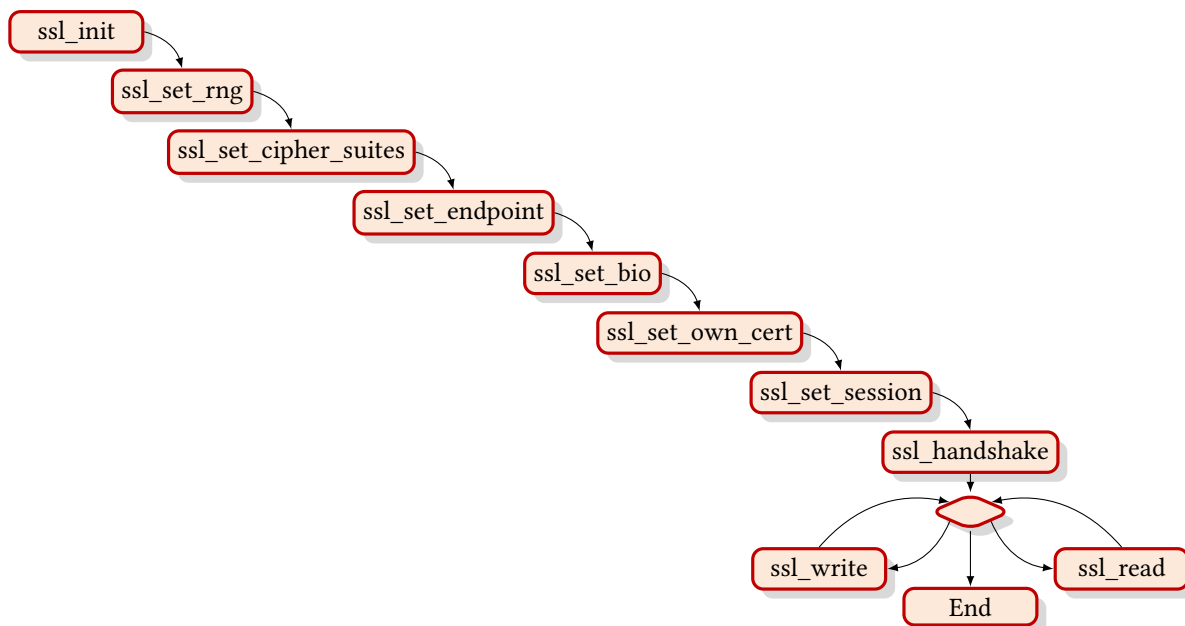 ssl_init
ssl_set_rng
ssl_set_cipher_suites
ssl_set_endpoint
ssl_set_bio
ssl_set_own_cert
ssl_set_session
ssl_handshake
ssl_write
ssl_read
End